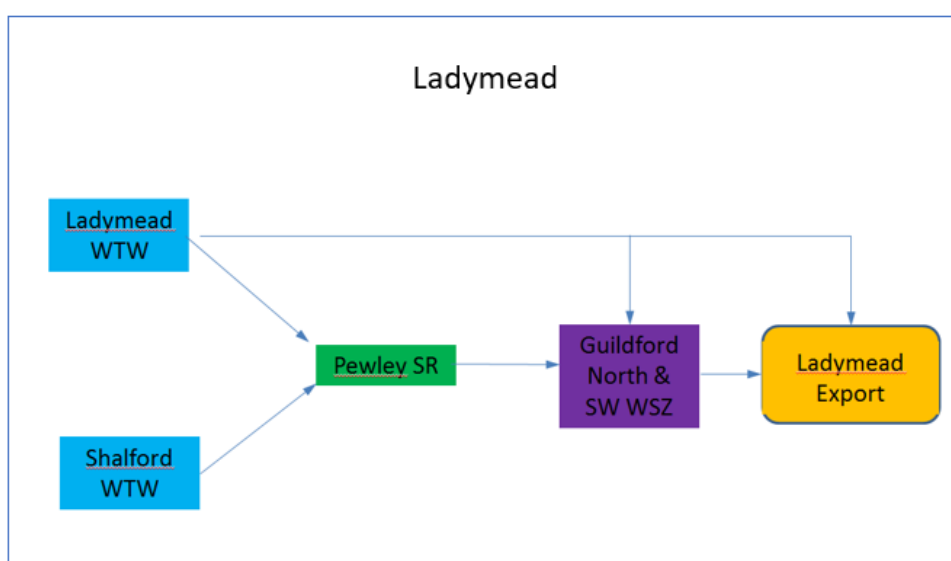 Ladymead
Ladymead
WTW
Pewley SR
Guildford
North &
SW WSZ
Ladymead
Export
Shalford
WTW